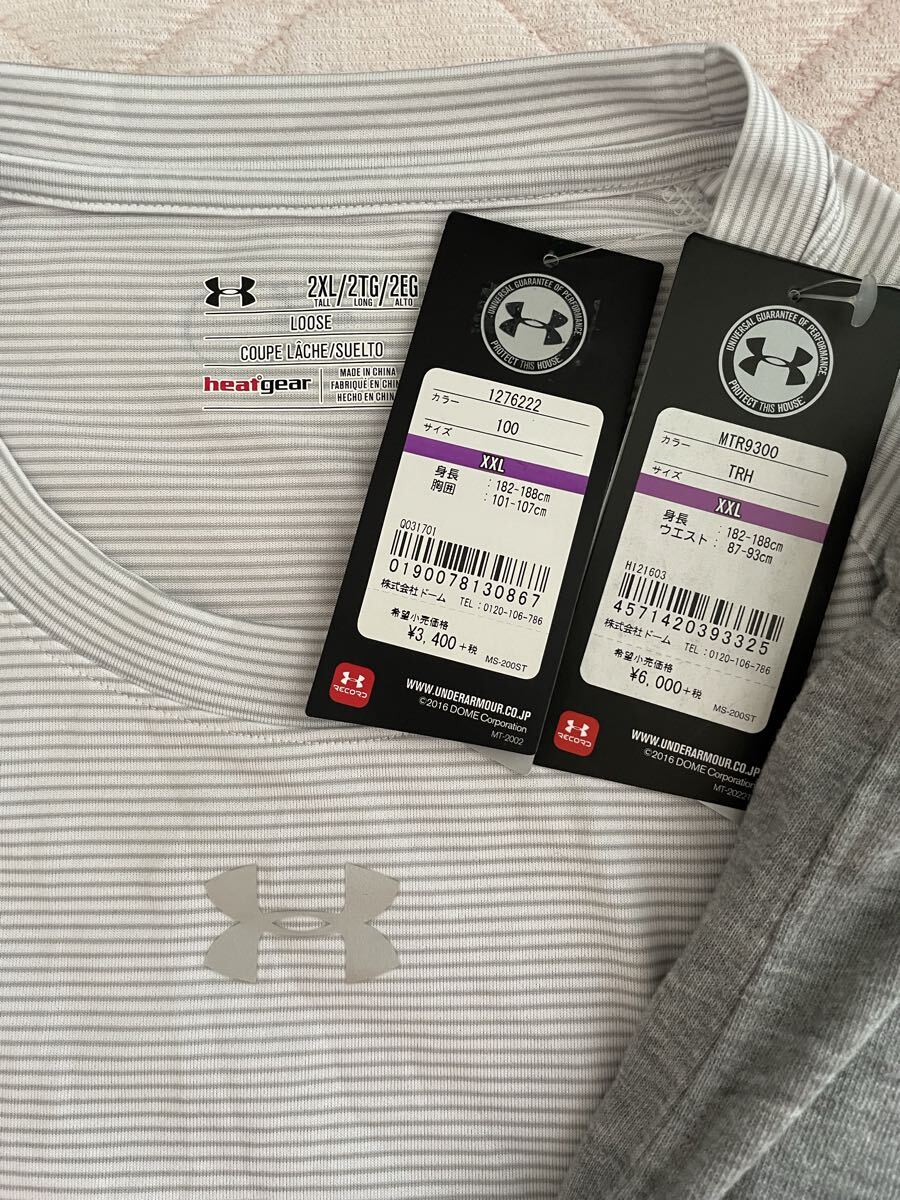 2XL/2TG/2EG
TALL LONG ALTO
LOOSE
COUPE LÂCHE/SUELTO
heatgear
MADE IN CHINA
FABRIQUÉ EN CHIN
HECHO EN CHIN
UNIVERSAL GUARANTEE OF PERFORMANCE
PROTECT THIS HOUSE.
1276222
カラー 100
サイズ
XXL
身長 : 182-188cm
胸囲 : 101-107cm
Q031701
0190078130867
株式会社ドーム TEL:0120-106-786
希望小売価格
¥3,400+税
MS-200ST
RECORD
WWW.UNDERARMOUR.CO.JP
©2016 DOME Corporation
MT-2002
UNIVERSAL GUARANTEE OF PERFORMANCE
PROTECT THIS HOUSE.
MTR9300
カラー TRH
サイズ
XXL
身長 : 182-188cm
ウエスト : 87-93cm
H121603
4571420393325
株式会社ドーム TEL:0120-106-786
希望小売価格
¥6,000+税
MS-200ST
RECORD
WWW.UNDERARMOUR.CO.JP
©2016 DOME Corporation